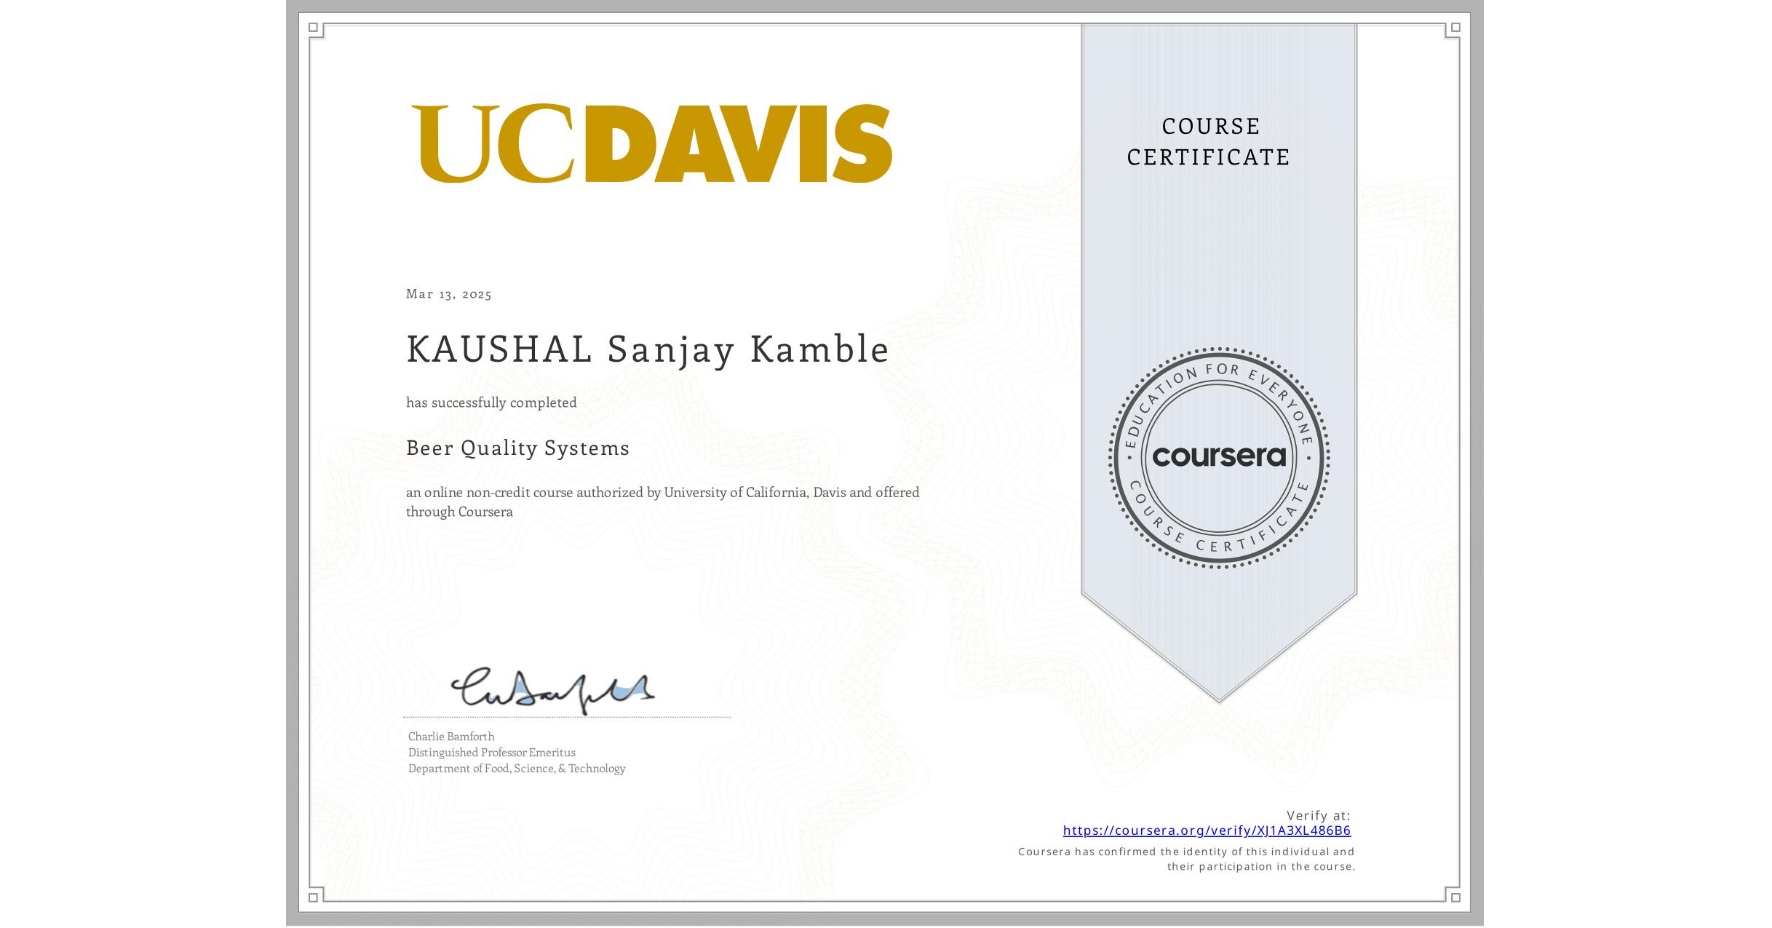 UCDAVIS
COURSE
CERTIFICATE
Mar 13, 2025
KAUSHAL Sanjay Kamble
has successfully completed
Beer Quality Systems
an online non-credit course authorized by University of California, Davis and offered
through Coursera
EDUCATION FOR EVERYONE
coursera
COURSE CERTIFICATE
Charlie Bamforth
Distinguished Professor Emeritus
Department of Food, Science, & Technology
Verify at:
https://coursera.org/verify/XJ1A3XL486B6
Coursera has confirmed the identity of this individual and
their participation in the course.